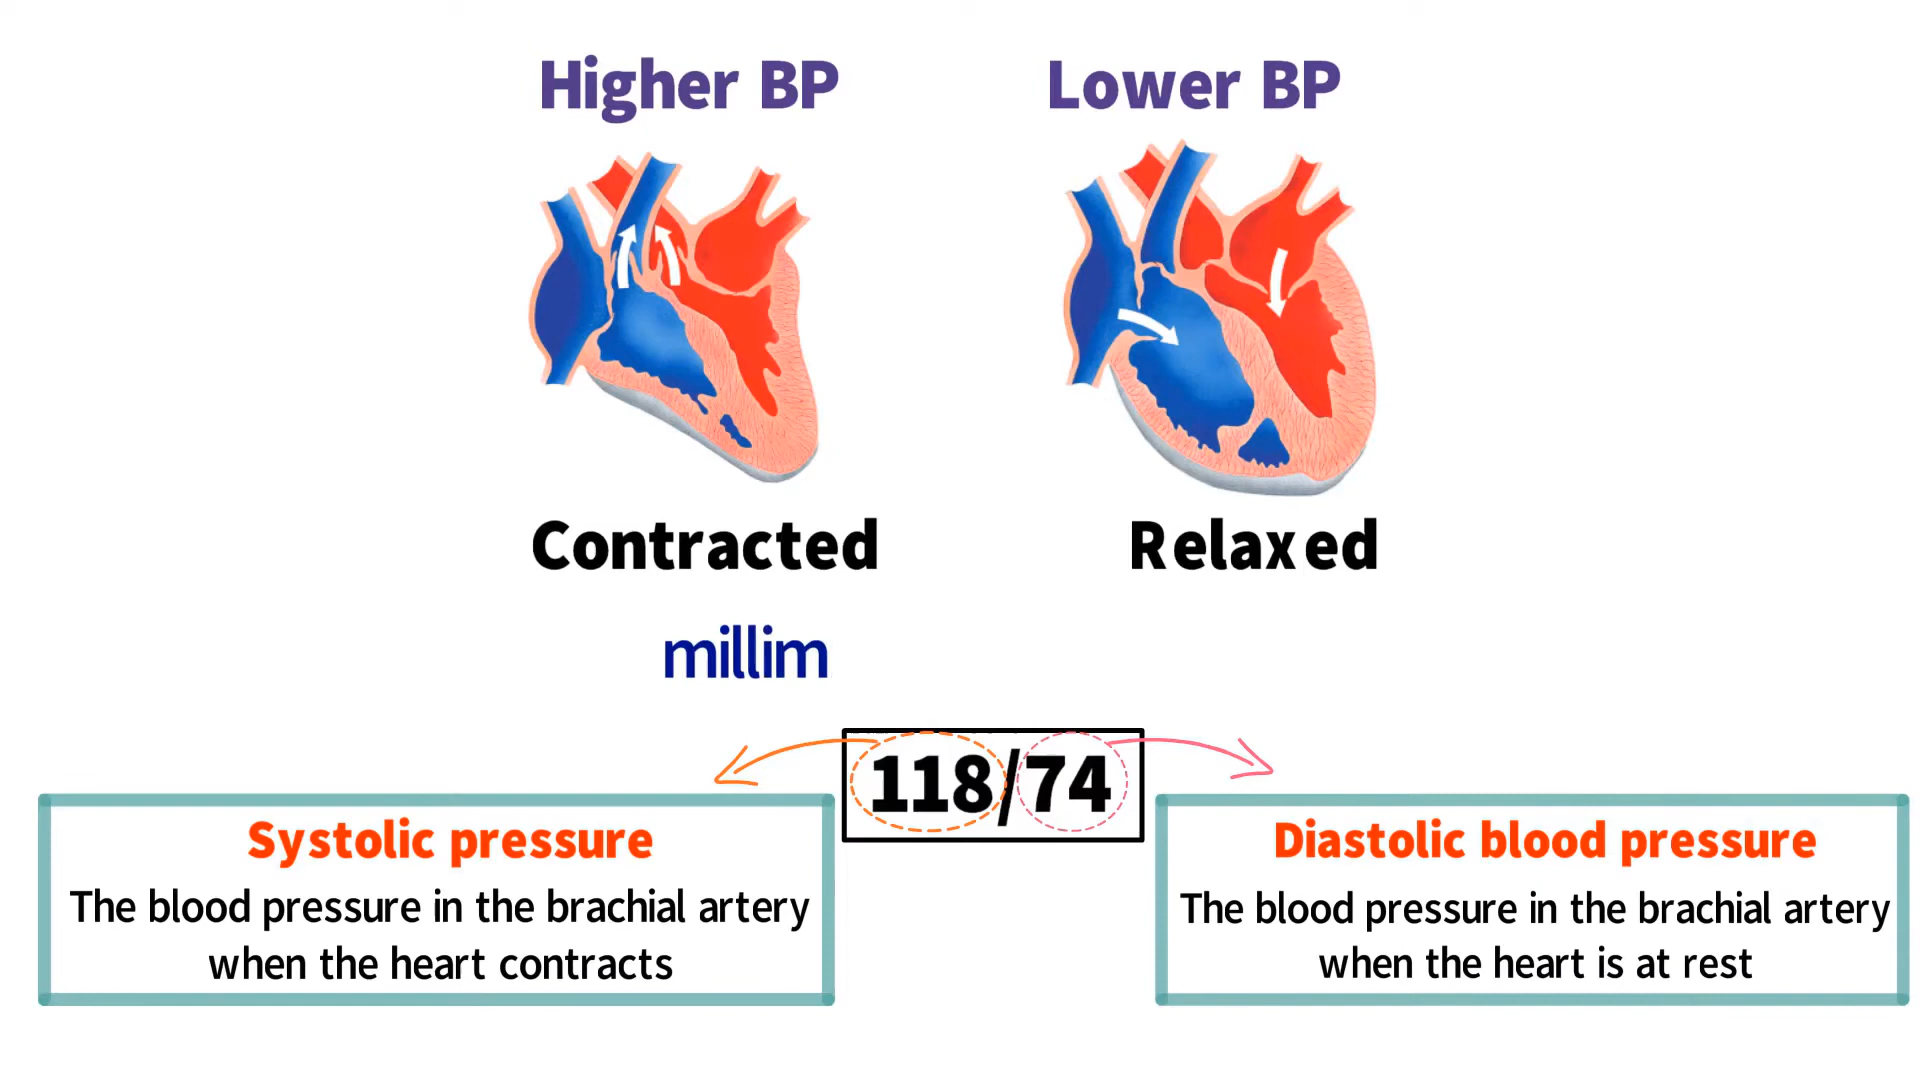 Higher BP
Lower BP
Contracted
Relaxed
millim
118/74
Systolic pressure
The blood pressure in the brachial artery
when the heart contracts
Diastolic blood pressure
The blood pressure in the brachial artery
when the heart is at rest